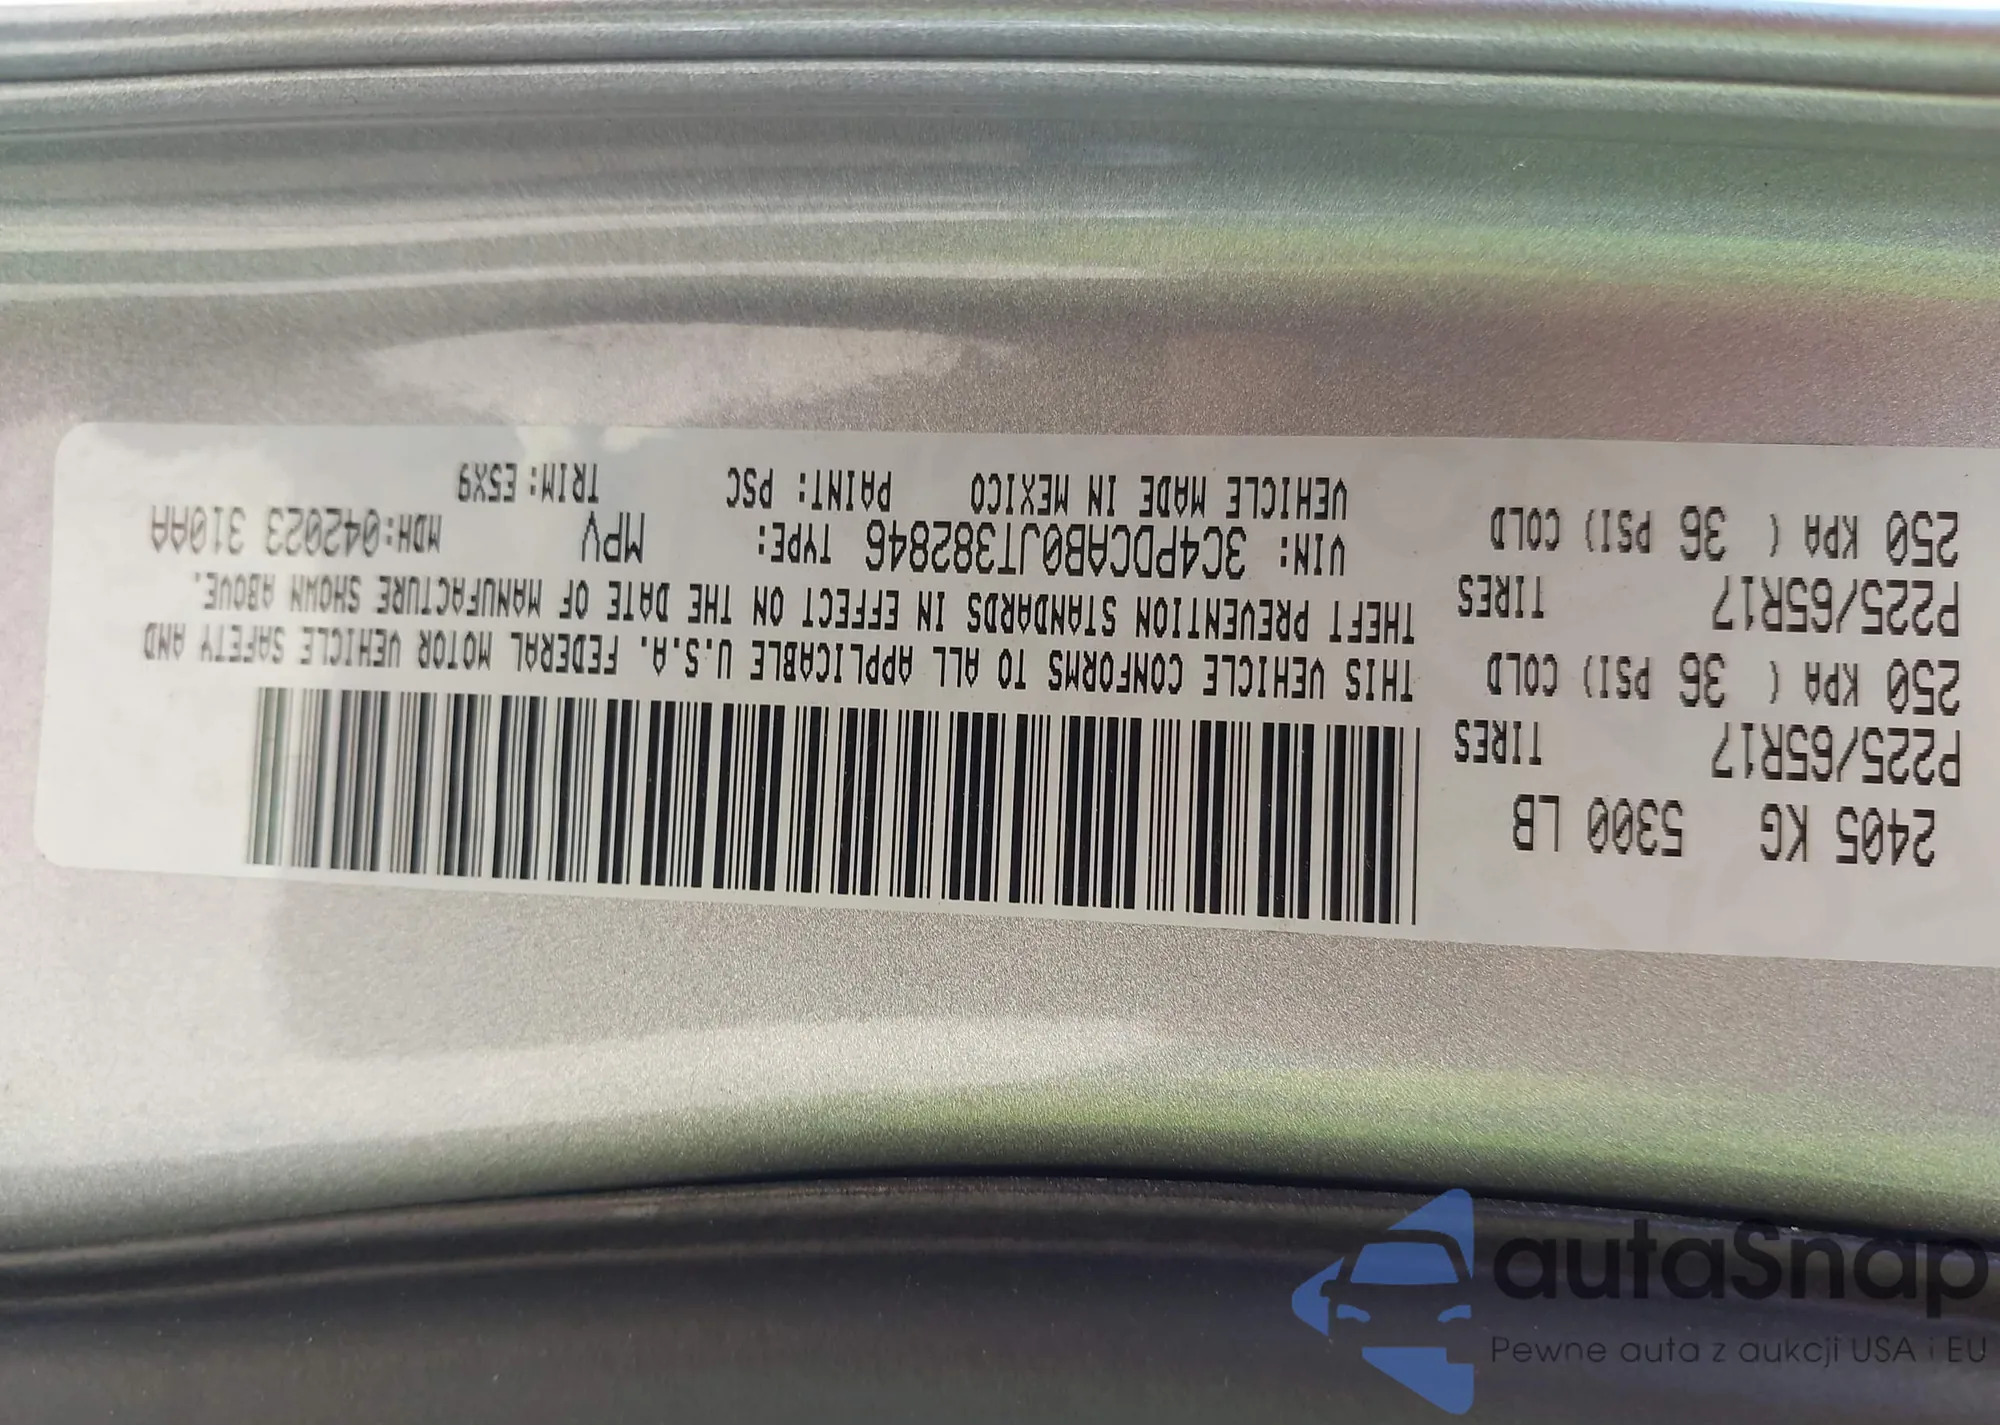 2405 KG 5300 LB
P225/65R17 TIRES
250 KPA ( 36 PSI) COLD
P225/65R17 TIRES
250 KPA ( 36 PSI) COLD
THIS VEHICLE CONFORMS TO ALL APPLICABLE U.S.A. FEDERAL MOTOR VEHICLE SAFETY AND
THEFT PREVENTION STANDARDS IN EFFECT ON THE DATE OF MANUFACTURE SHOWN ABOVE.
VIN: 3C4PDCAB0JT382846 TYPE: MPV MDH:042023 310AA
VEHICLE MADE IN MEXICO PAINT: PSC TRIM: E5X9
autaSnap
Pewne auta z aukcji USA i EU